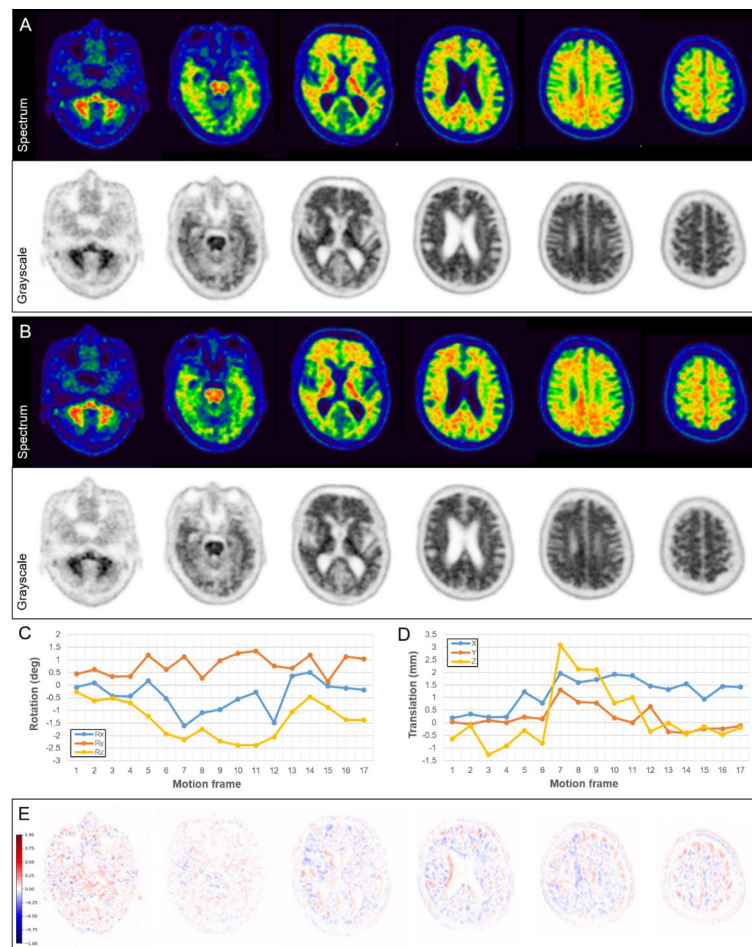 A
Spectrum
Grayscale
B
Spectrum
Grayscale
C
Rotation (deg)
2
1.5
1
0.5
0
-0.5
-1
-1.5
-2
-2.5
-3
Rx
Ry
Rz
1 2 3 4 5 6 7 8 9 10 11 12 13 14 15 16 17
Motion frame
D
Translation (mm)
3.5
3
2.5
2
1.5
1
0.5
0
-0.5
-1
-1.5
X
Y
Z
1 2 3 4 5 6 7 8 9 10 11 12 13 14 15 16 17
Motion frame
E
1.00
0.75
0.50
0.25
0.00
-0.25
-0.50
-0.75
-1.00